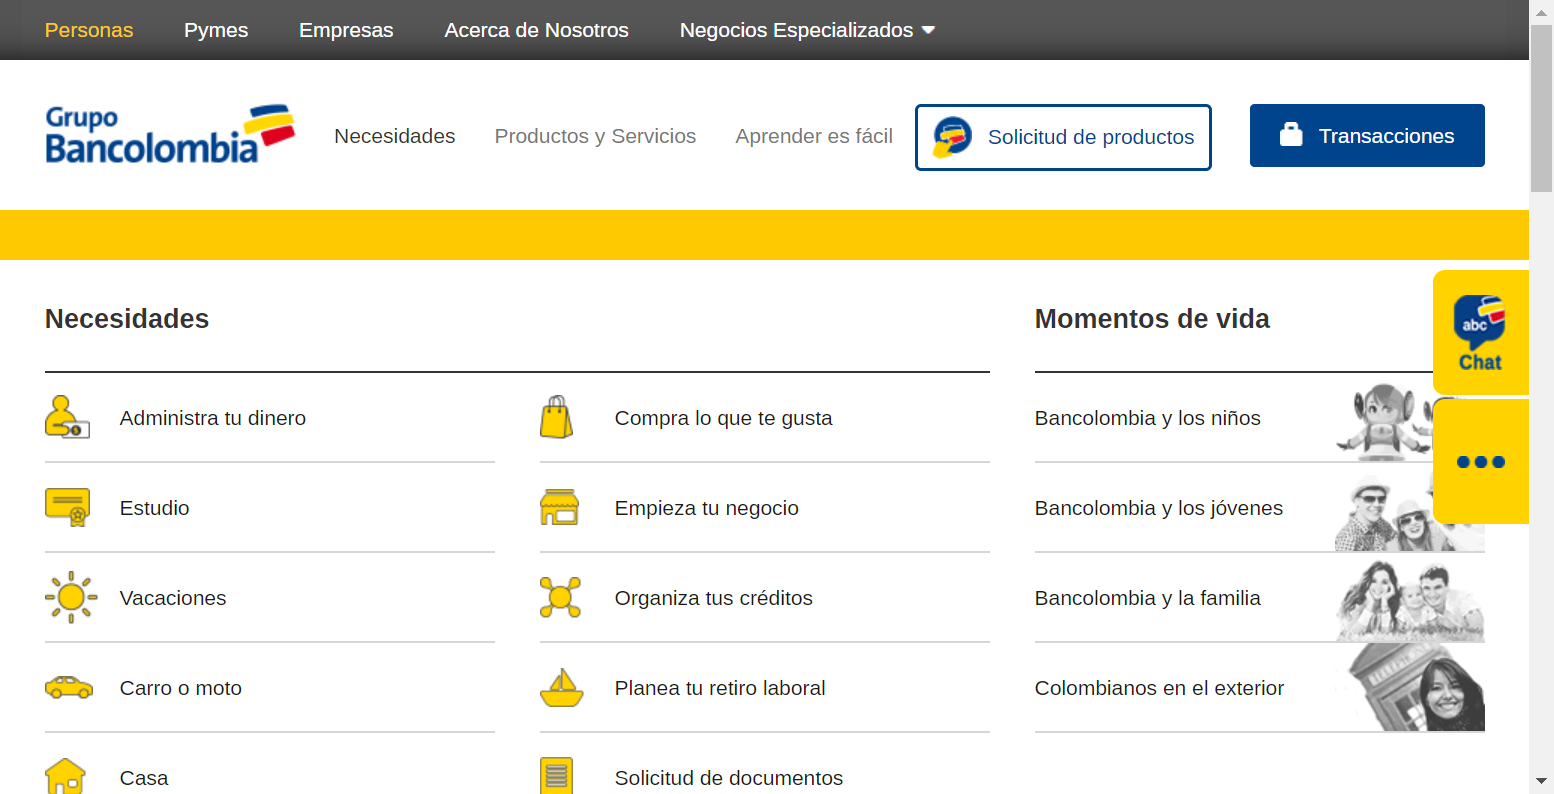 Personas Pymes Empresas Acerca de Nosotros Negocios Especializados
Grupo
Bancolombia
Necesidades Productos y Servicios Aprender es fácil Solicitud de productos Transacciones
Necesidades
Administra tu dinero
Estudio
Vacaciones
Carro o moto
Casa
Compra lo que te gusta
Empieza tu negocio
Organiza tus créditos
Planea tu retiro laboral
Solicitud de documentos
Momentos de vida
Bancolombia y los niños
Bancolombia y los jóvenes
Bancolombia y la familia
Colombianos en el exterior
abc
Chat